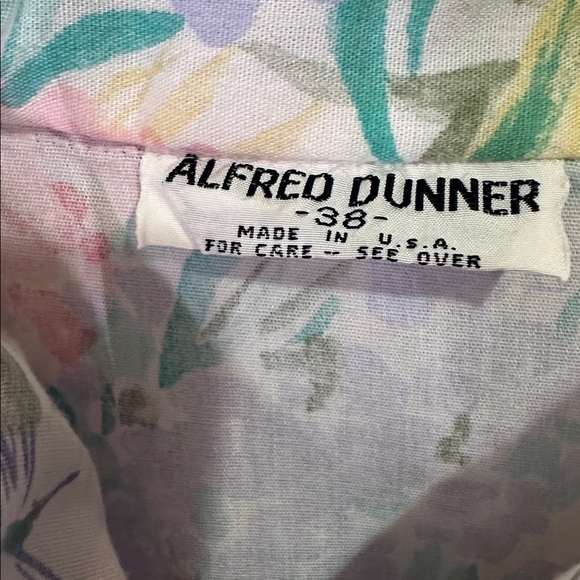 ALFRED DUNNER
-38-
MADE IN U.S.A.
FOR CARE -- SEE OVER